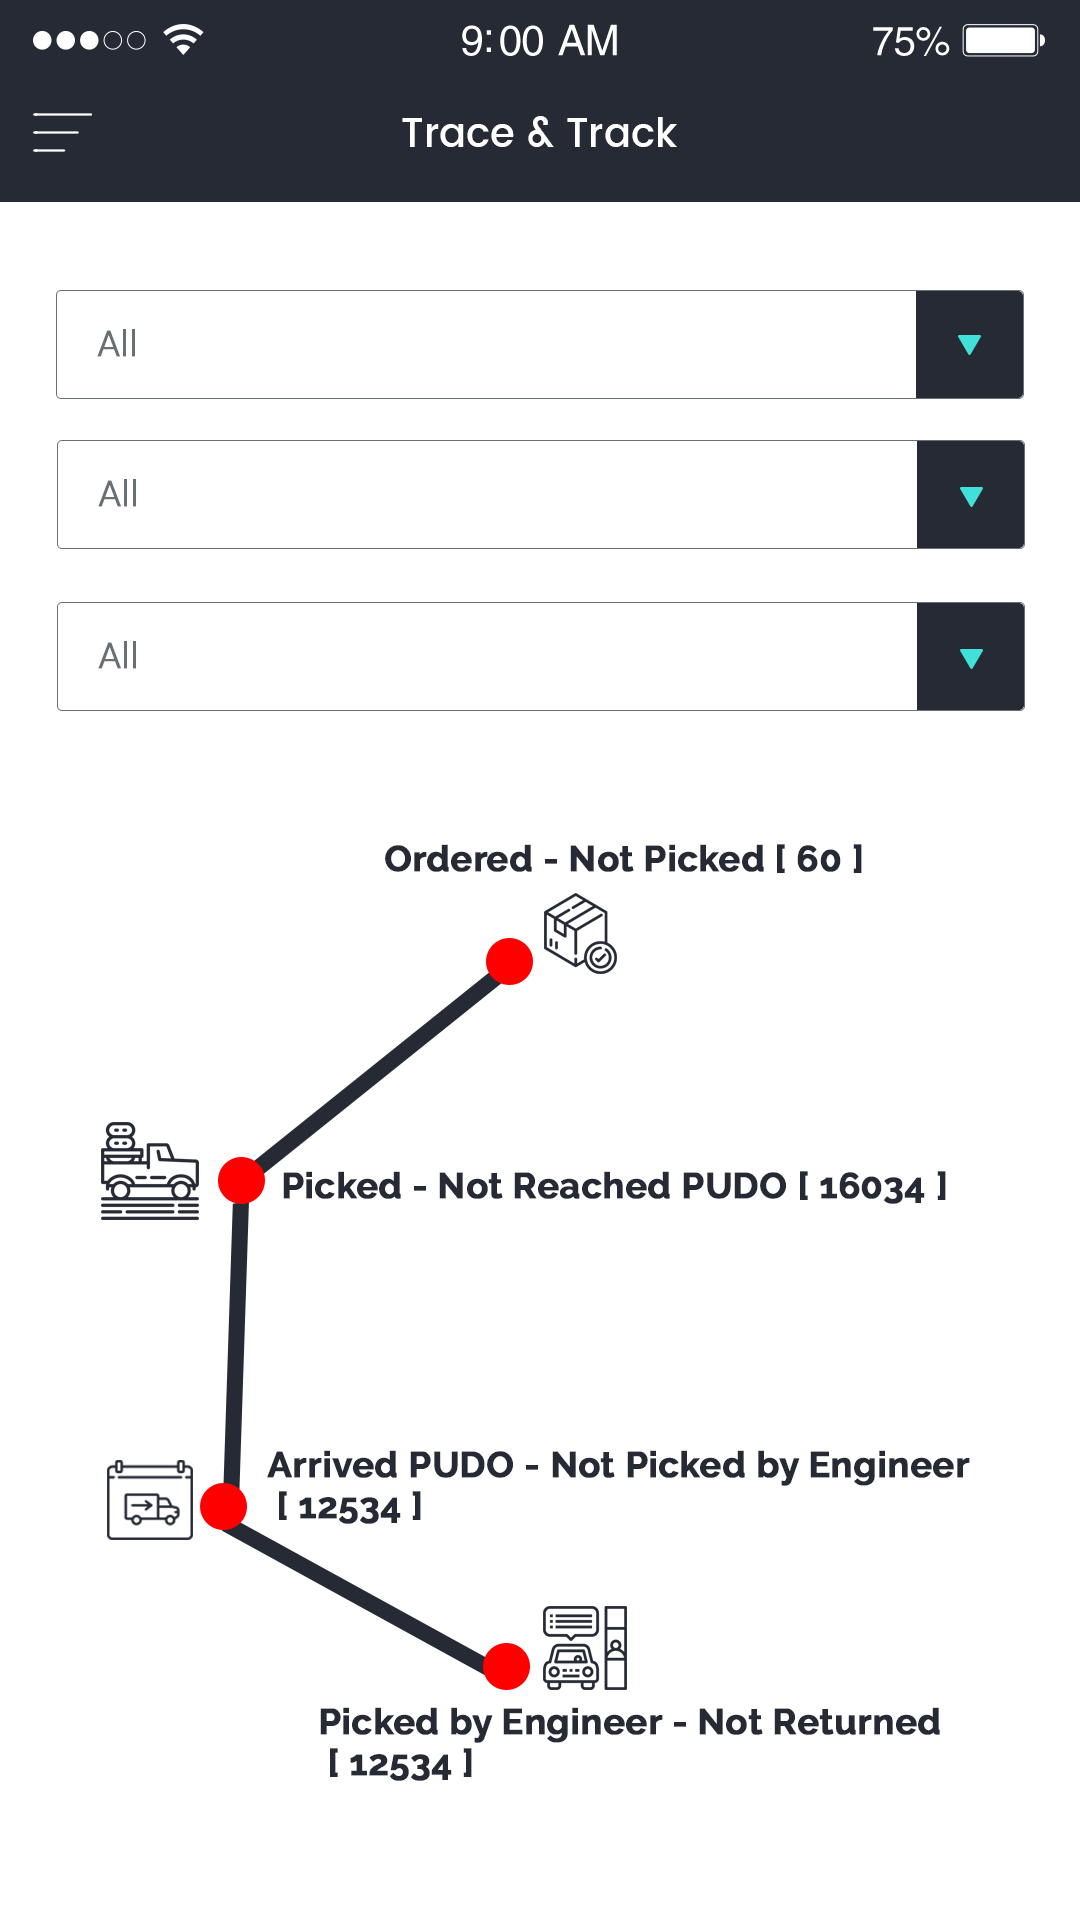 9:00 AM
75%
Trace & Track
All
All
All
Ordered - Not Picked [ 60 ]
Picked - Not Reached PUDO [ 16034 ]
Arrived PUDO - Not Picked by Engineer
[ 12534 ]
Picked by Engineer - Not Returned
[ 12534 ]